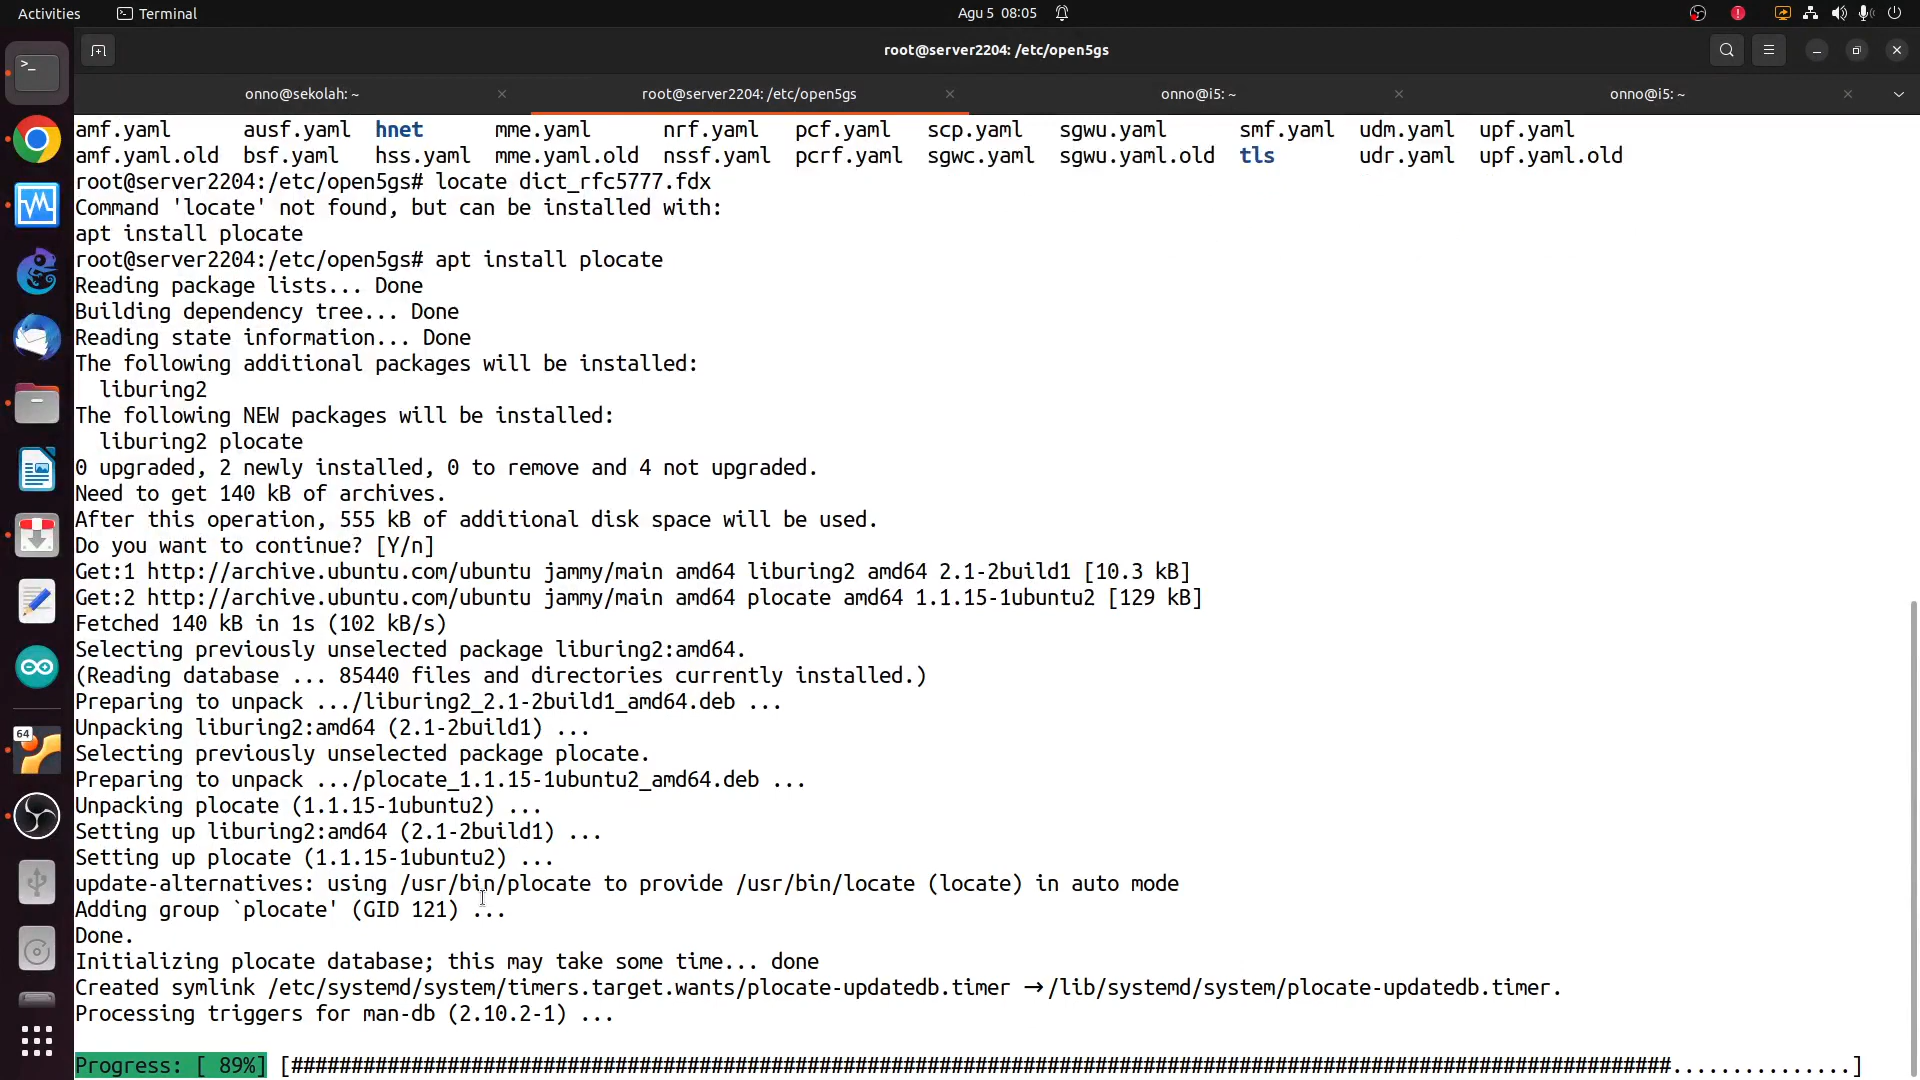 Activities Terminal Agu 5 08:05
root@server2204: /etc/open5gs
onno@sekolah: ~ root@server2204: /etc/open5gs onno@i5: ~ onno@i5: ~
amf.yaml ausf.yaml hnet mme.yaml nrf.yaml pcf.yaml scp.yaml sgwu.yaml smf.yaml udm.yaml upf.yaml
amf.yaml.old bsf.yaml hss.yaml mme.yaml.old nssf.yaml pcrf.yaml sgwc.yaml sgwu.yaml.old tls udr.yaml upf.yaml.old
root@server2204:/etc/open5gs# locate dict_rfc5777.fdx
Command 'locate' not found, but can be installed with:
apt install plocate
root@server2204:/etc/open5gs# apt install plocate
Reading package lists... Done
Building dependency tree... Done
Reading state information... Done
The following additional packages will be installed:
liburing2
The following NEW packages will be installed:
liburing2 plocate
0 upgraded, 2 newly installed, 0 to remove and 4 not upgraded.
Need to get 140 kB of archives.
After this operation, 555 kB of additional disk space will be used.
Do you want to continue? [Y/n]
Get:1 http://archive.ubuntu.com/ubuntu jammy/main amd64 liburing2 amd64 2.1-2build1 [10.3 kB]
Get:2 http://archive.ubuntu.com/ubuntu jammy/main amd64 plocate amd64 1.1.15-1ubuntu2 [129 kB]
Fetched 140 kB in 1s (102 kB/s)
Selecting previously unselected package liburing2:amd64.
(Reading database ... 85440 files and directories currently installed.)
Preparing to unpack .../liburing2_2.1-2build1_amd64.deb ...
Unpacking liburing2:amd64 (2.1-2build1) ...
Selecting previously unselected package plocate.
Preparing to unpack .../plocate_1.1.15-1ubuntu2_amd64.deb ...
Unpacking plocate (1.1.15-1ubuntu2) ...
Setting up liburing2:amd64 (2.1-2build1) ...
Setting up plocate (1.1.15-1ubuntu2) ...
update-alternatives: using /usr/bin/plocate to provide /usr/bin/locate (locate) in auto mode
Adding group `plocate' (GID 121) ...
Done.
Initializing plocate database; this may take some time... done
Created symlink /etc/systemd/system/timers.target.wants/plocate-updatedb.timer → /lib/systemd/system/plocate-updatedb.timer.
Processing triggers for man-db (2.10.2-1) ...
64
Progress: [ 89%] [###################################################################################################################...............]